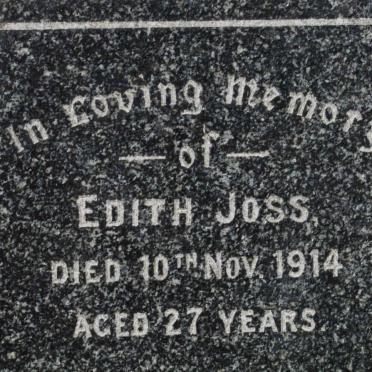 In Loving Memory
— of —
EDITH JOSS,
DIED 10TH NOV. 1914
AGED 27 YEARS.